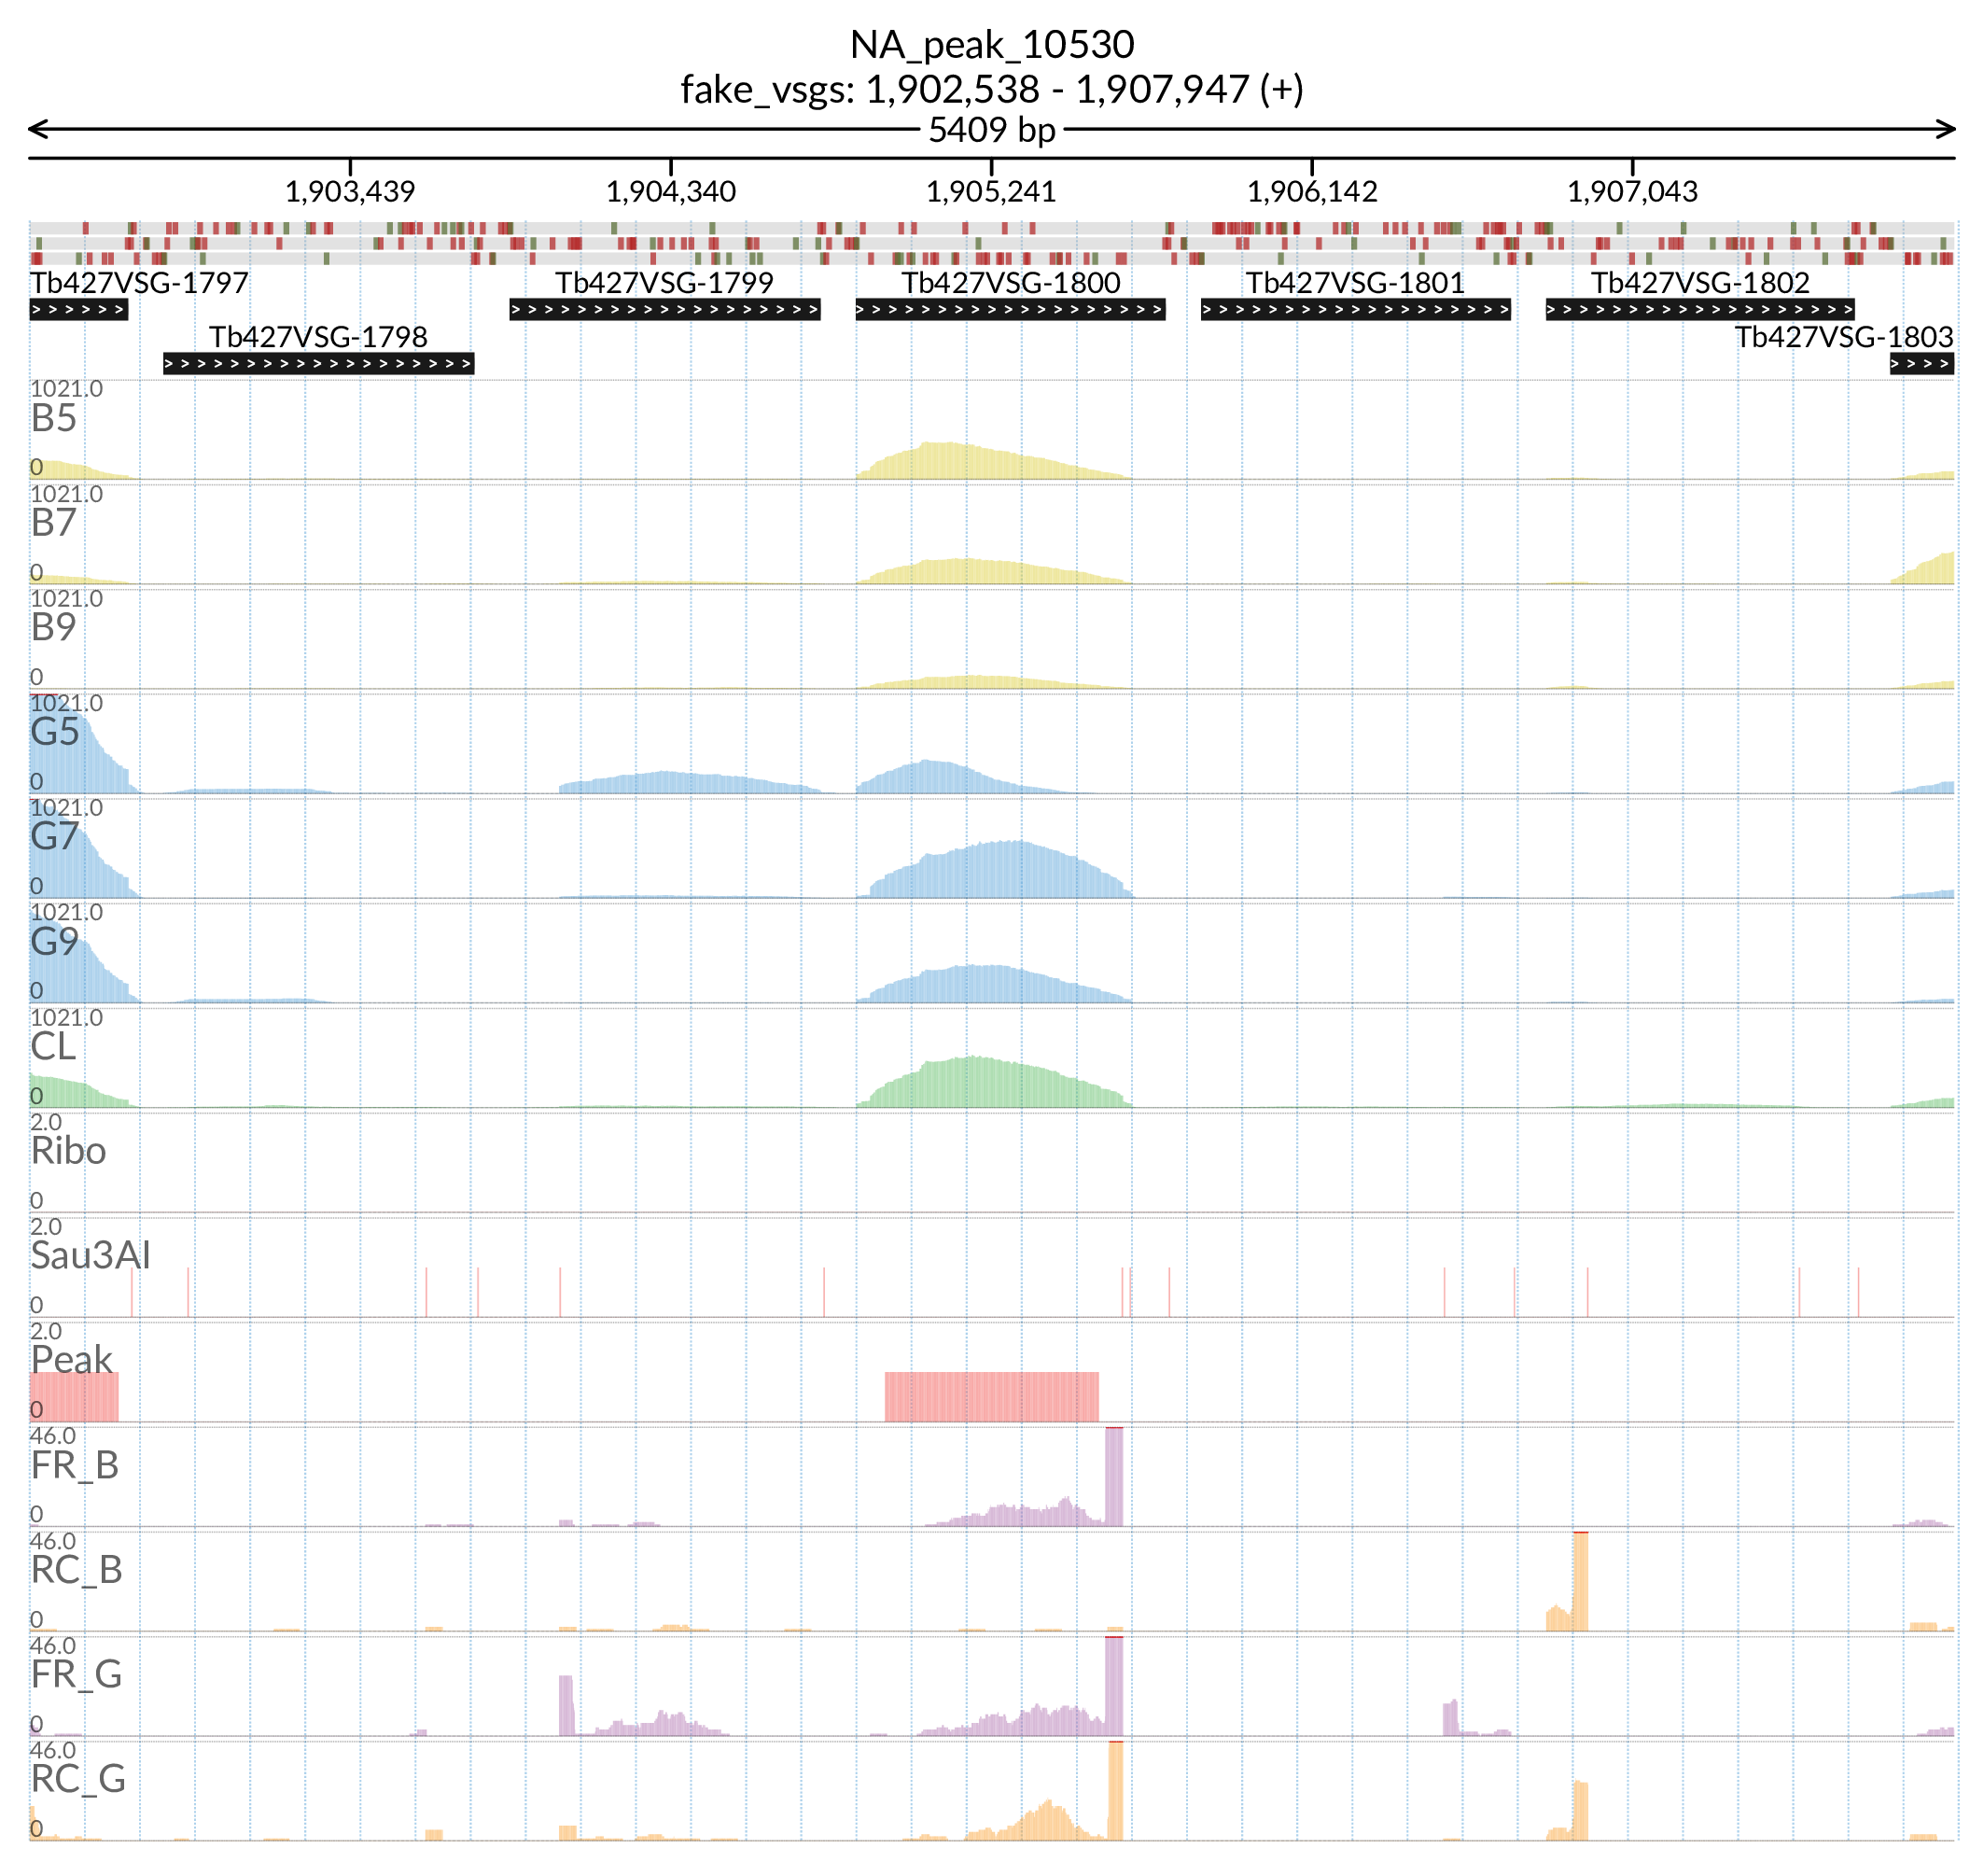 NA_peak_10530
fake_vsgs: 1,902,538 - 1,907,947 (+)
5409 bp
1,903,439 1,904,340 1,905,241 1,906,142 1,907,043
Tb427VSG-1797 Tb427VSG-1799 Tb427VSG-1800 Tb427VSG-1801 Tb427VSG-1802
Tb427VSG-1798 Tb427VSG-1803
1021.0
B5
0
1021.0
B7
0
1021.0
B9
0
1021.0
G5
0
1021.0
G7
0
1021.0
G9
0
1021.0
CL
0
2.0
Ribo
0
2.0
Sau3AI
0
2.0
Peak
0
46.0
FR_B
0
46.0
RC_B
0
46.0
FR_G
0
46.0
RC_G
0